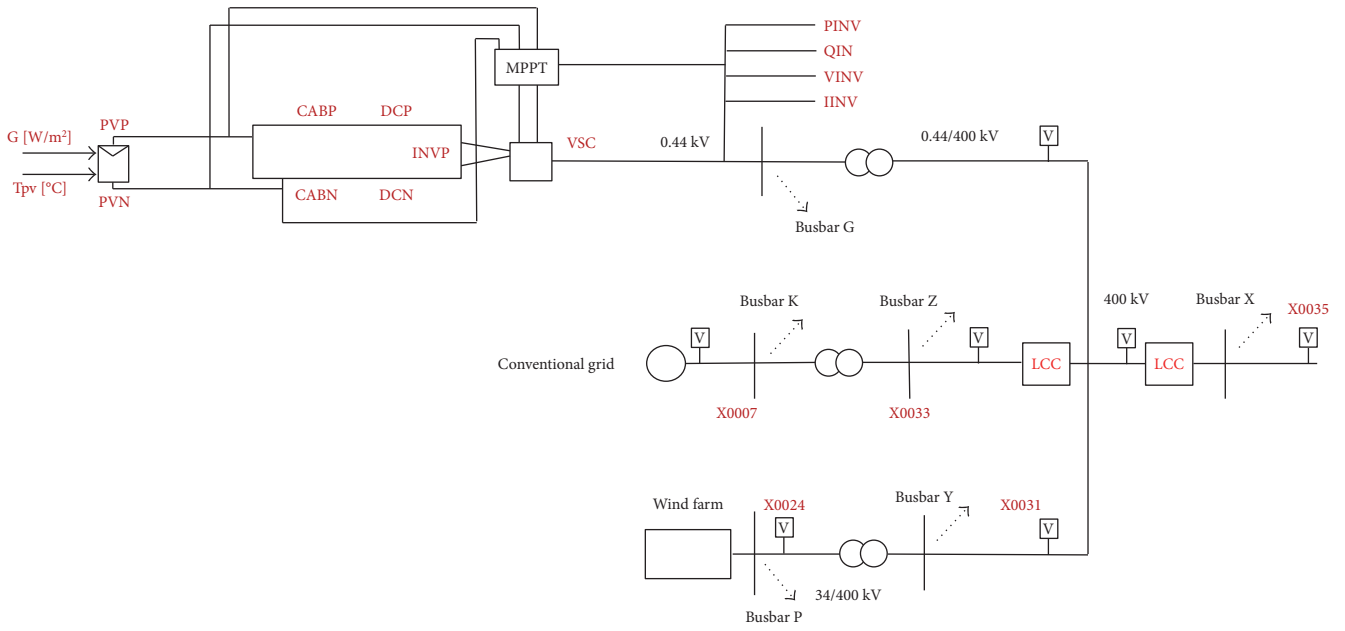 PINV
QIN
VINV
IINV
MPPT
CABP
DCP
PVP
G [W/m²]
INVP
VSC
0.44 kV
0.44/400 kV
V
Tpv [°C]
PVN
CABN
DCN
Busbar G
Busbar K
Busbar Z
400 kV
Busbar X
X0035
V
V
V
V
Conventional grid
LCC
LCC
X0007
X0033
Wind farm
X0024
Busbar Y
X0031
V
V
34/400 kV
Busbar P